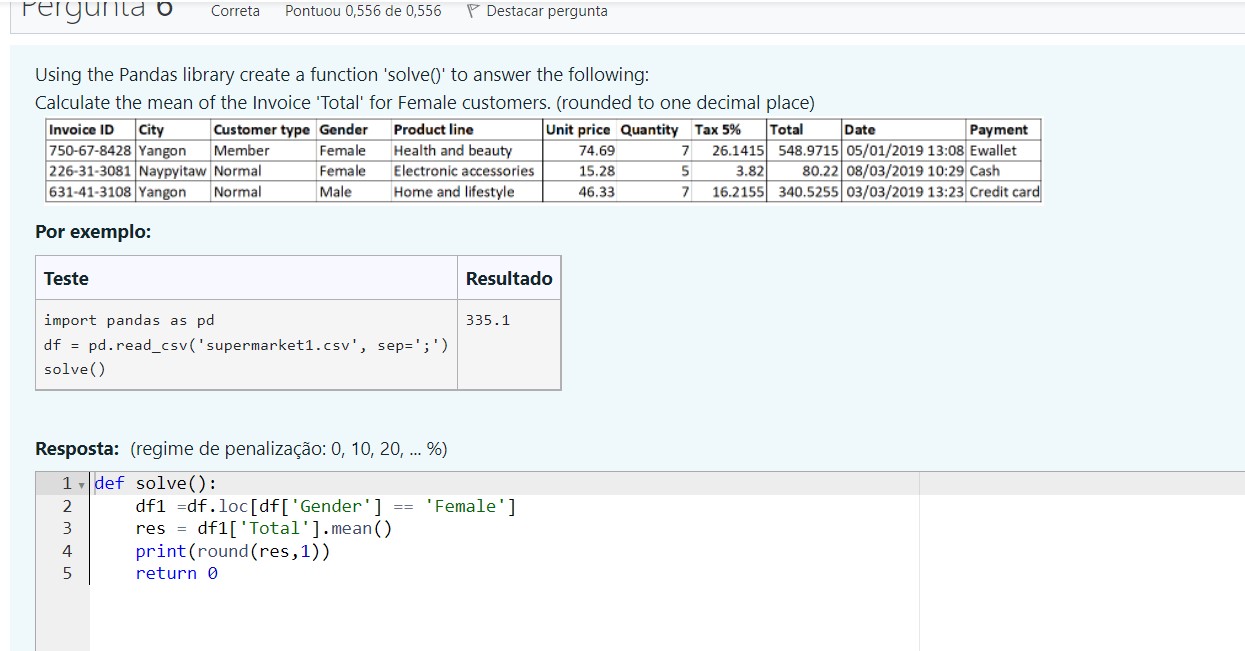 Pergunta 6 Correta Pontuou 0,556 de 0,556 Destacar pergunta
Using the Pandas library create a function 'solve()' to answer the following:
Calculate the mean of the Invoice 'Total' for Female customers. (rounded to one decimal place)
Invoice ID City Customer type Gender Product line Unit price Quantity Tax 5% Total Date Payment
750-67-8428 Yangon Member Female Health and beauty 74.69 7 26.1415 548.9715 05/01/2019 13:08 Ewallet
226-31-3081 Naypyitaw Normal Female Electronic accessories 15.28 5 3.82 80.22 08/03/2019 10:29 Cash
631-41-3108 Yangon Normal Male Home and lifestyle 46.33 7 16.2155 340.5255 03/03/2019 13:23 Credit card
Por exemplo:
Teste Resultado
import pandas as pd 335.1
df = pd.read_csv('supermarket1.csv', sep=';')
solve()
Resposta: (regime de penalização: 0, 10, 20, ... %)
1 def solve():
2 df1 =df.loc[df['Gender'] == 'Female']
3 res = df1['Total'].mean()
4 print(round(res,1))
5 return 0